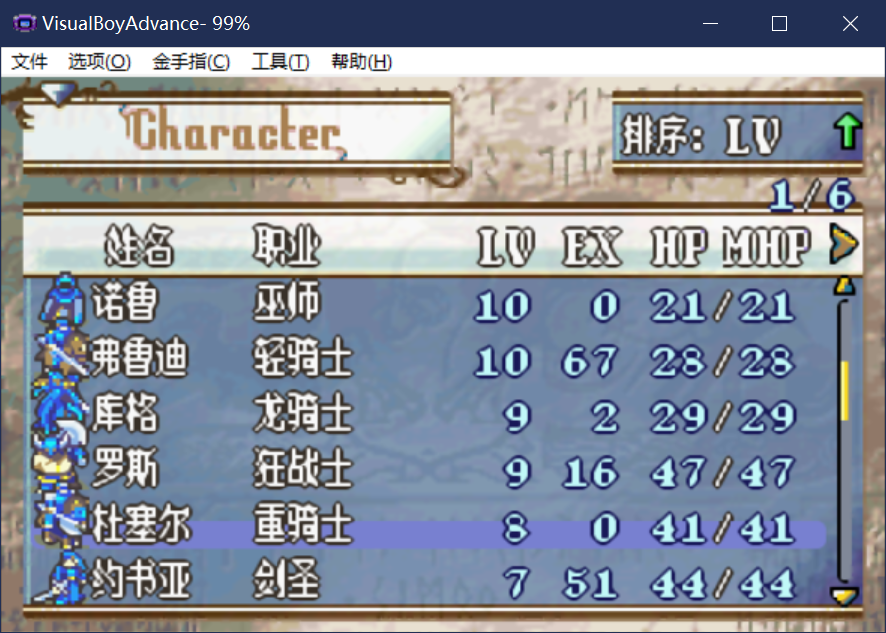 VisualBoyAdvance- 99%
文件 选项(O) 金手指(C) 工具(T) 帮助(H)
Character 排序: LV
1/6
姓名 职业 LV EX HP MHP
诺鲁 巫师 10 0 21/21
弗鲁迪 轻骑士 10 67 28/28
库格 龙骑士 9 2 29/29
罗斯 狂战士 9 16 47/47
杜塞尔 重骑士 8 0 41/41
约书亚 剑圣 7 51 44/44